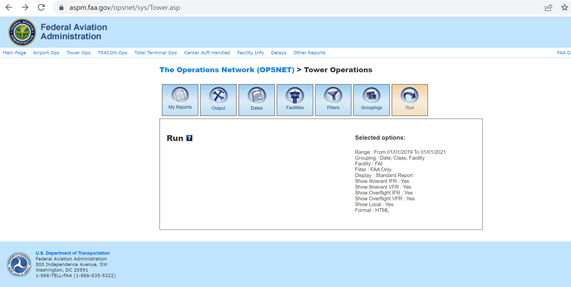 aspm.faa.gov/opsnet/sys/Tower.asp
Federal Aviation
Administration
Main Page Airport Ops Tower Ops TRACON Ops Total Terminal Ops Center Acft Handled Facility Info Delays Other Reports FAA O
The Operations Network (OPSNET) > Tower Operations
My Reports Output Dates Facilities Filters Groupings Run
Run ?
Selected options:
Range : From 01/01/2019 To 01/01/2021
Grouping : Date; Class; Facility
Facility : FAI
Filter : FAA Only
Display : Standard Report
Show Itinerant IFR : Yes
Show Itinerant VFR : Yes
Show Overflight IFR : Yes
Show Overflight VFR : Yes
Show Local : Yes
Format : HTML
U.S. Department of Transportation
Federal Aviation Administration
800 Independence Avenue, SW
Washington, DC 20591
1-866-TELL-FAA (1-866-835-5322)